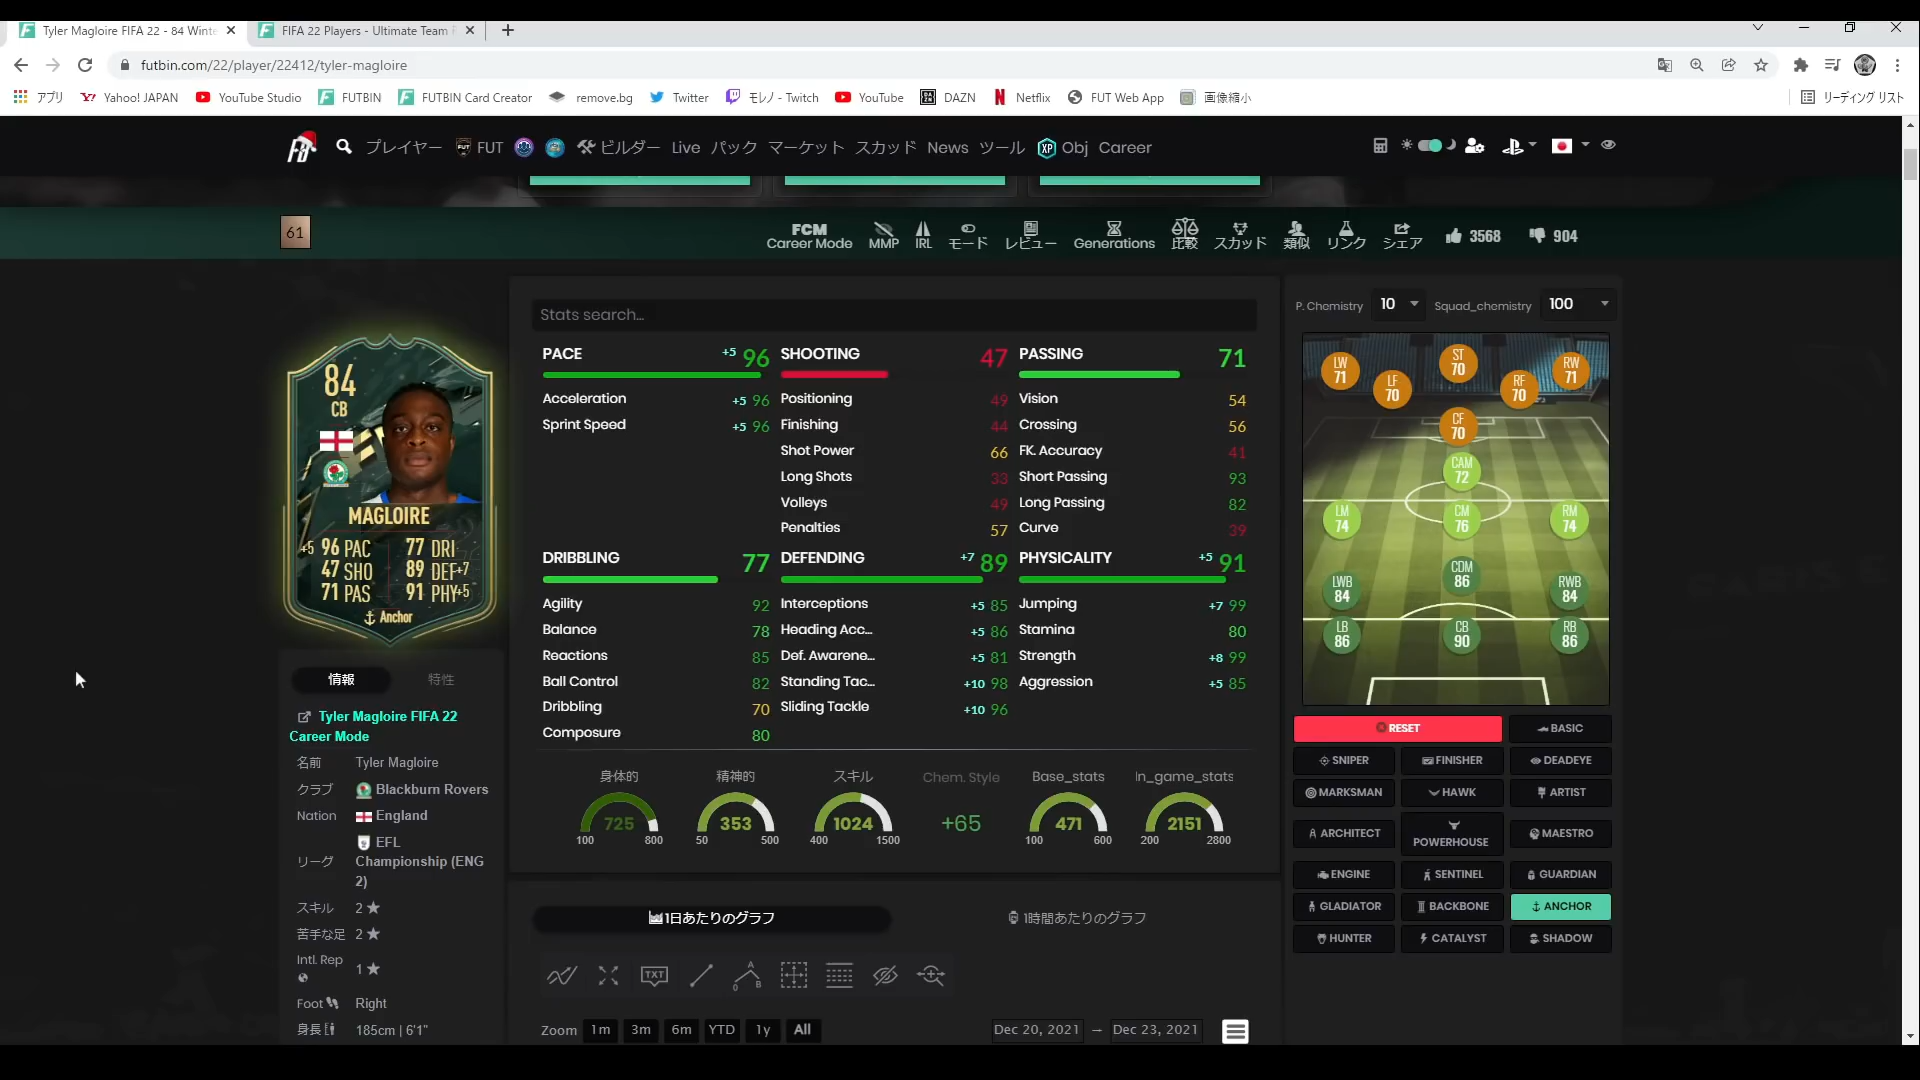 Tyler Magloire FIFA 22 - 84 Winte
FIFA 22 Players - Ultimate Team
futbin.com/22/player/22412/tyler-magloire
アプリ Yahoo! JAPAN YouTube Studio FUTBIN FUTBIN Card Creator remove.bg Twitter モレノ - Twitch YouTube DAZN Netflix FUT Web App 画像縮小 リーディング リスト
プレイヤー FUT ビルダー Live パック マーケット スカッド News ツール XP Obj Career
61
FCM
Career Mode MMP IRL モード レビュー Generations 比較 スカッド 類似 リンク シェア 3568 904
Stats search...
P. Chemistry 10 Squad_chemistry 100
84
CB
MAGLOIRE
+5 96 PAC 77 DRI
47 SHO 89 DEF+7
71 PAS 91 PHY+5
Anchor
PACE +5 96
Acceleration +5 96
Sprint Speed +5 96
SHOOTING 47
Positioning 49
Finishing 44
Shot Power 66
Long Shots 33
Volleys 49
Penalties 57
PASSING 71
Vision 54
Crossing 56
FK. Accuracy 41
Short Passing 93
Long Passing 82
Curve 39
DRIBBLING 77
Agility 92
Balance 78
Reactions 85
Ball Control 82
Dribbling 70
Composure 80
DEFENDING +7 89
Interceptions +5 85
Heading Acc... +5 86
Def. Awarene... +5 81
Standing Tac... +10 98
Sliding Tackle +10 96
PHYSICALITY +5 91
Jumping +7 99
Stamina 80
Strength +8 99
Aggression +5 85
身体的 精神的 スキル Chem. Style Base_stats In_game_stats
725 353 1024 +65 471 2151
100 800 50 500 400 1500 100 600 200 2800
LW
71
ST
70
RW
71
LF
70
RF
70
CF
70
CAM
72
LM
74
CM
76
RM
74
CDM
86
LWB
84
RWB
84
LB
86
CB
90
RB
86
RESET BASIC
SNIPER FINISHER DEADEYE
MARKSMAN HAWK ARTIST
ARCHITECT POWERHOUSE MAESTRO
ENGINE SENTINEL GUARDIAN
GLADIATOR BACKBONE ANCHOR
HUNTER CATALYST SHADOW
情報 特性
Tyler Magloire FIFA 22
Career Mode
名前 Tyler Magloire
クラブ Blackburn Rovers
Nation England
リーグ EFL
Championship (ENG
2)
スキル 2
苦手な足 2
Intl. Rep 1
Foot Right
身長 185cm | 6'1"
1日あたりのグラフ 1時間あたりのグラフ
TXT A 0 B
Zoom 1m 3m 6m YTD 1y All Dec 20, 2021 → Dec 23, 2021